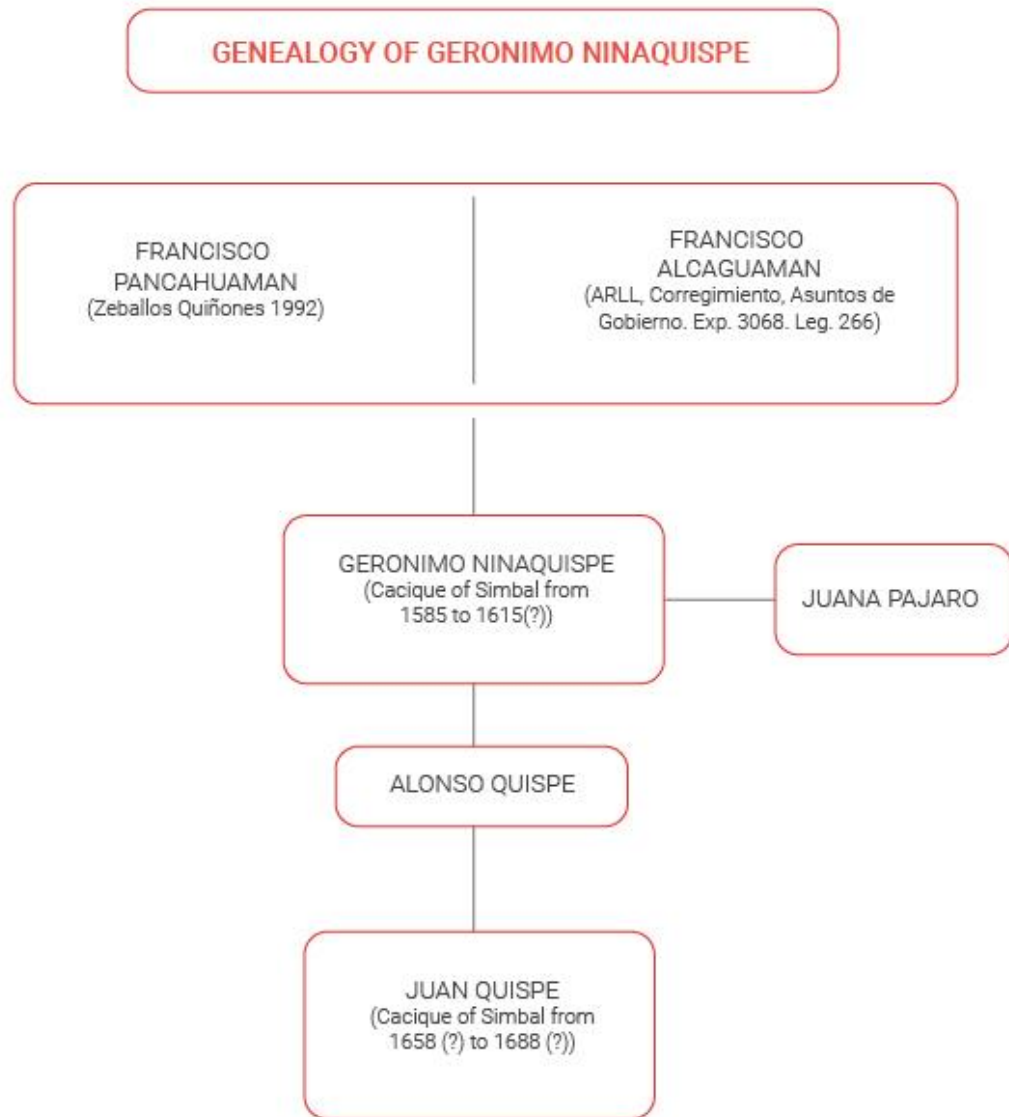 GENEALOGY OF GERONIMO NINAQUISPE
FRANCISCO
PANCAHUAMAN
(Zeballos Quiñones 1992)
FRANCISCO
ALCAGUAMAN
(ARLL, Corregimiento, Asuntos de
Gobierno. Exp. 3068. Leg. 266)
GERONIMO NINAQUISPE
(Cacique of Simbal from
1585 to 1615(?))
JUANA PAJARO
ALONSO QUISPE
JUAN QUISPE
(Cacique of Simbal from
1658 (?) to 1688 (?))